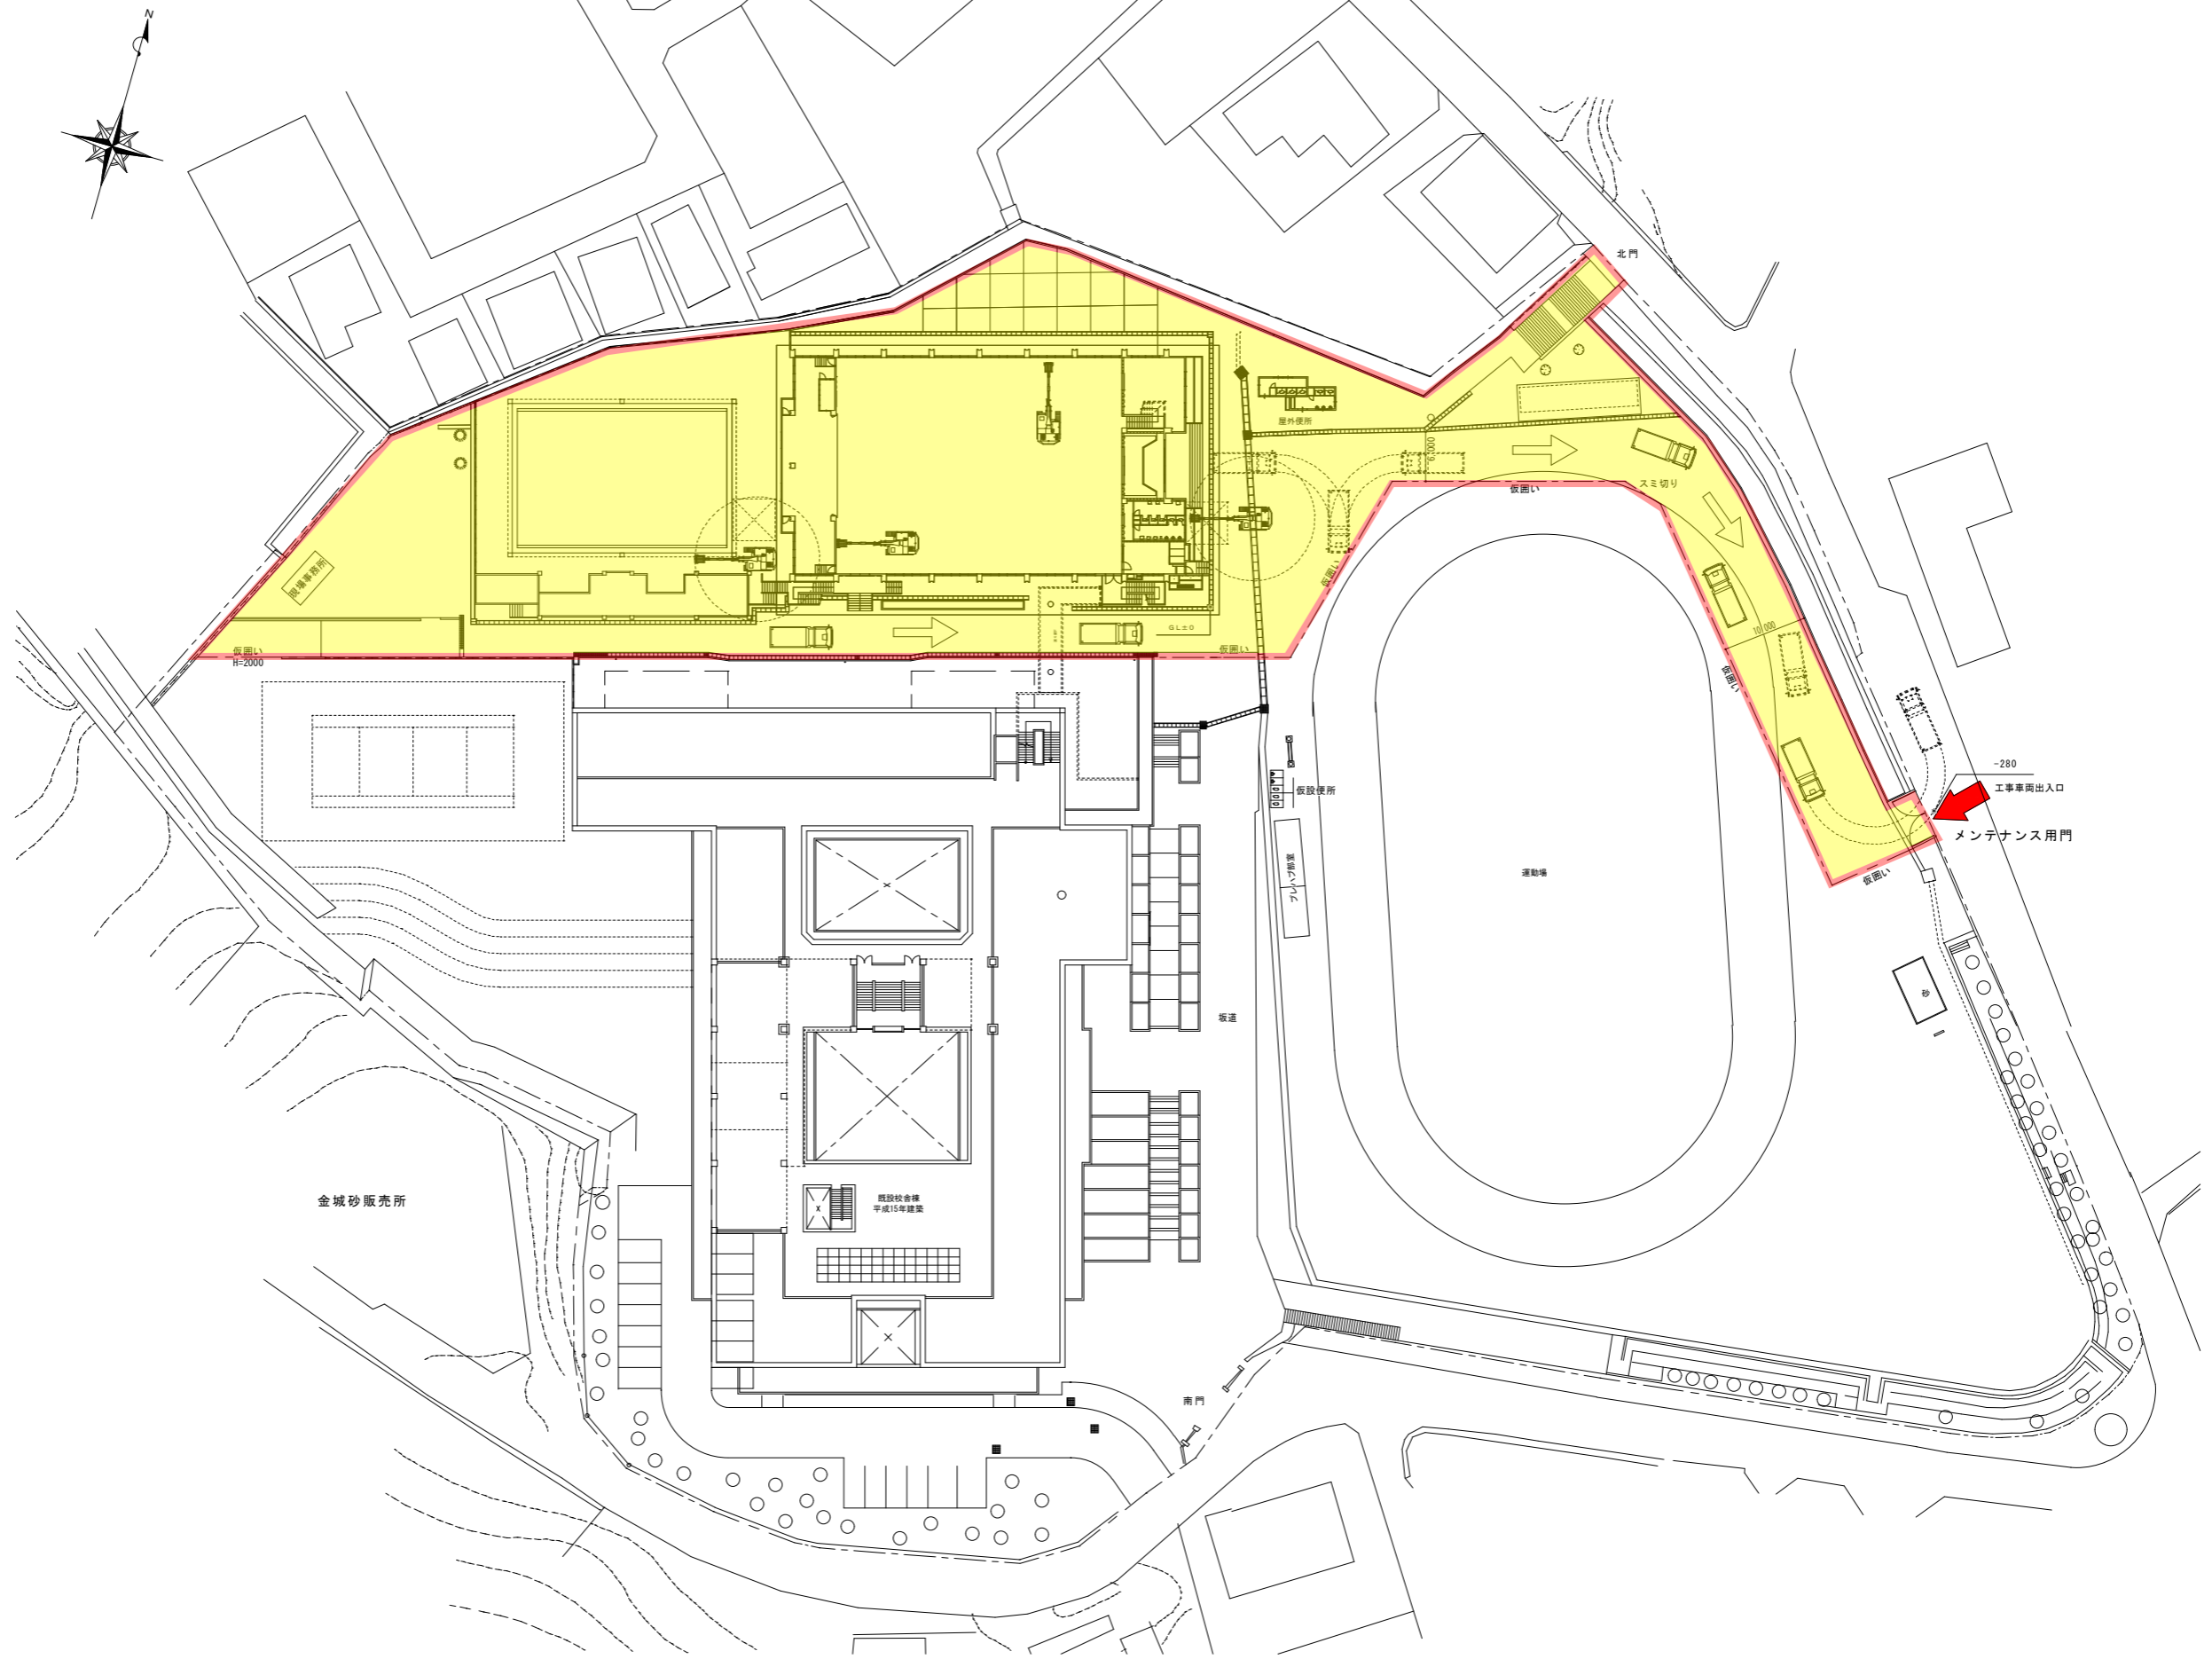 N
北門
屋外便所
6,000
スミ切り
仮囲い
現場事務所
仮囲い
10,000
GL±0
仮囲い
H=2000
仮囲い
仮囲い
-280
工事車両出入口
仮設便所
メンテナンス用門
プレハブ部室
運動場
仮囲い
砂
坂道
金城砂販売所
既設校舎棟
平成15年建築
南門